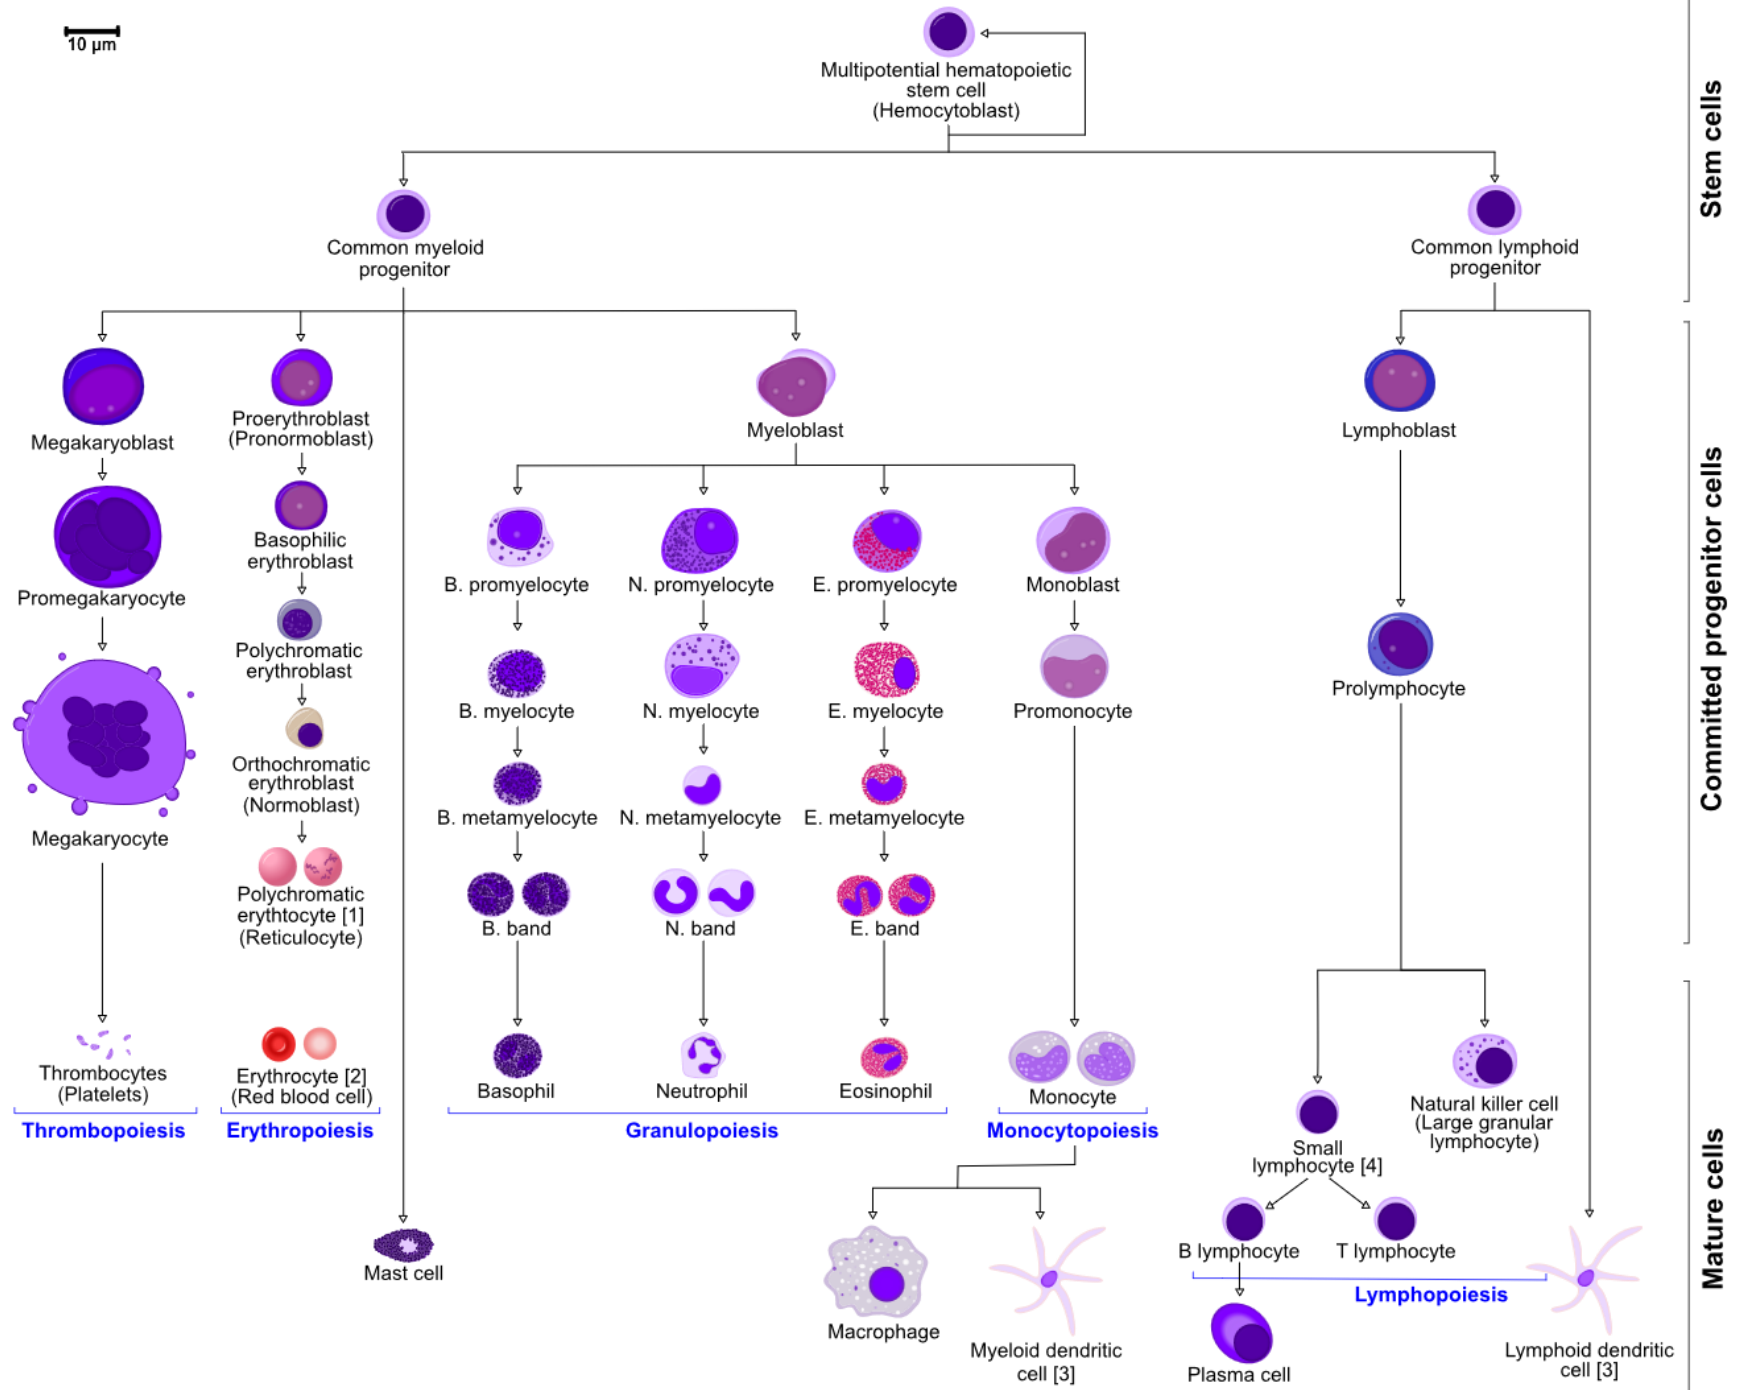 10 µm
Multipotential hematopoietic
stem cell
(Hemocytoblast)
Stem cells
Common myeloid
progenitor
Common lymphoid
progenitor
Committed progenitor cells
Megakaryoblast
Promegakaryocyte
Megakaryocyte
Thrombocytes
(Platelets)
Thrombopoiesis
Proerythroblast
(Pronormoblast)
Basophilic
erythroblast
Polychromatic
erythroblast
Orthochromatic
erythroblast
(Normoblast)
Polychromatic
erythtocyte [1]
(Reticulocyte)
Erythrocyte [2]
(Red blood cell)
Erythropoiesis
Mast cell
Myeloblast
B. promyelocyte
B. myelocyte
B. metamyelocyte
B. band
Basophil
N. promyelocyte
N. myelocyte
N. metamyelocyte
N. band
Neutrophil
E. promyelocyte
E. myelocyte
E. metamyelocyte
E. band
Eosinophil
Granulopoiesis
Monoblast
Promonocyte
Monocyte
Monocytopoiesis
Macrophage
Myeloid dendritic
cell [3]
Lymphoblast
Prolymphocyte
Small
lymphocyte [4]
Natural killer cell
(Large granular
lymphocyte)
B lymphocyte
T lymphocyte
Lymphopoiesis
Plasma cell
Lymphoid dendritic
cell [3]
Mature cells